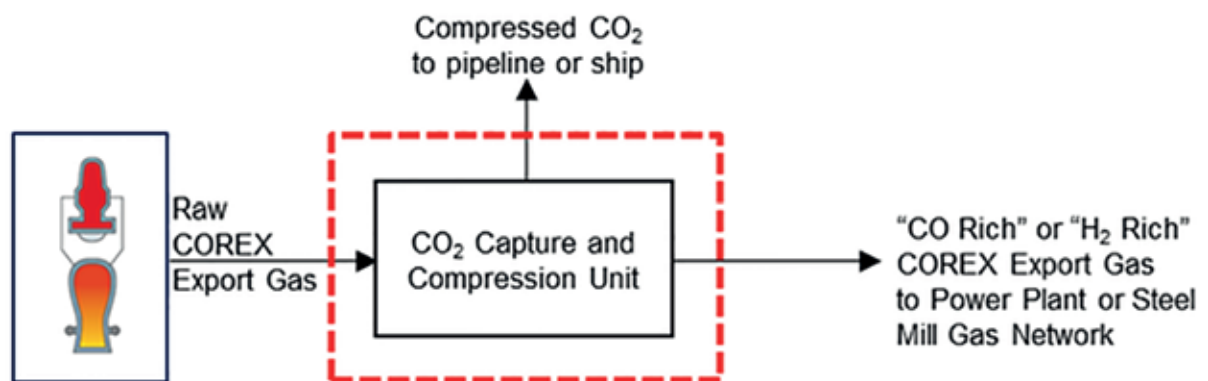 Compressed CO₂
to pipeline or ship
Raw
COREX
Export Gas
CO₂ Capture and
Compression Unit
“CO Rich” or “H₂ Rich”
COREX Export Gas
to Power Plant or Steel
Mill Gas Network